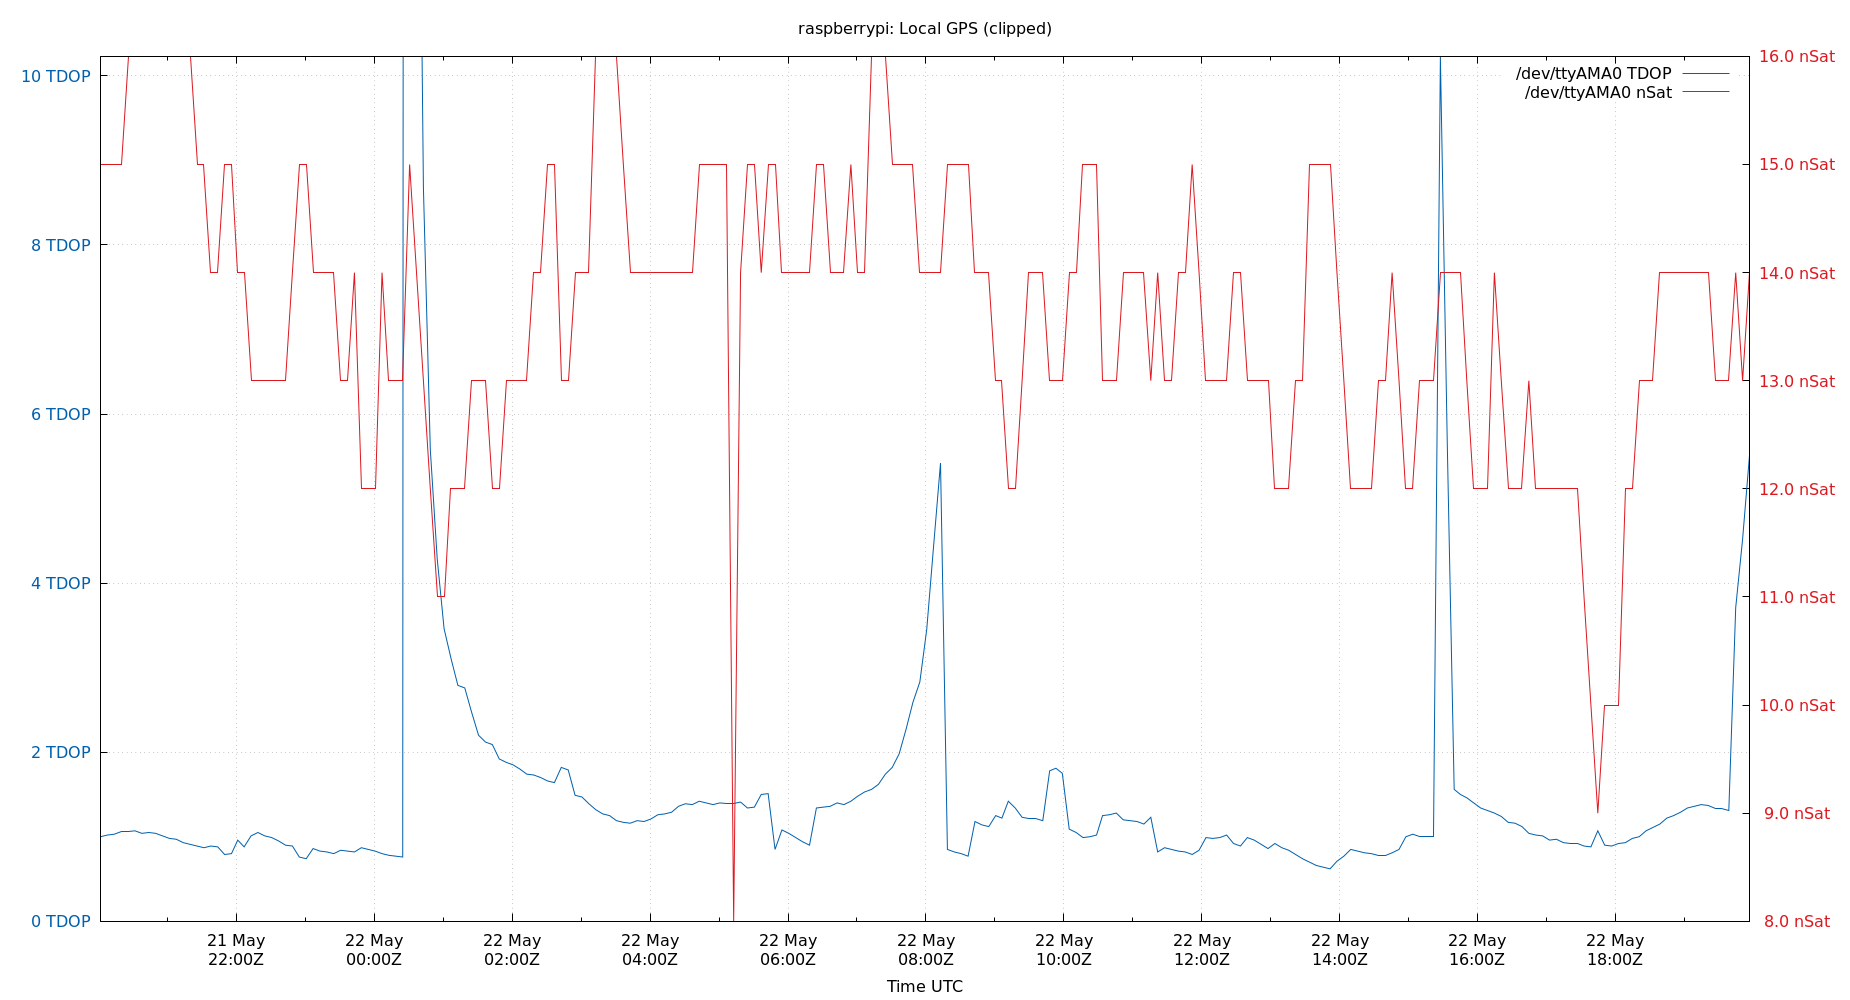 raspberrypi: Local GPS (clipped)
/dev/ttyAMA0 TDOP
/dev/ttyAMA0 nSat
10 TDOP
8 TDOP
6 TDOP
4 TDOP
2 TDOP
0 TDOP
16.0 nSat
15.0 nSat
14.0 nSat
13.0 nSat
12.0 nSat
11.0 nSat
10.0 nSat
9.0 nSat
8.0 nSat
21 May
22:00Z
22 May
00:00Z
22 May
02:00Z
22 May
04:00Z
22 May
06:00Z
22 May
08:00Z
22 May
10:00Z
22 May
12:00Z
22 May
14:00Z
22 May
16:00Z
22 May
18:00Z
Time UTC